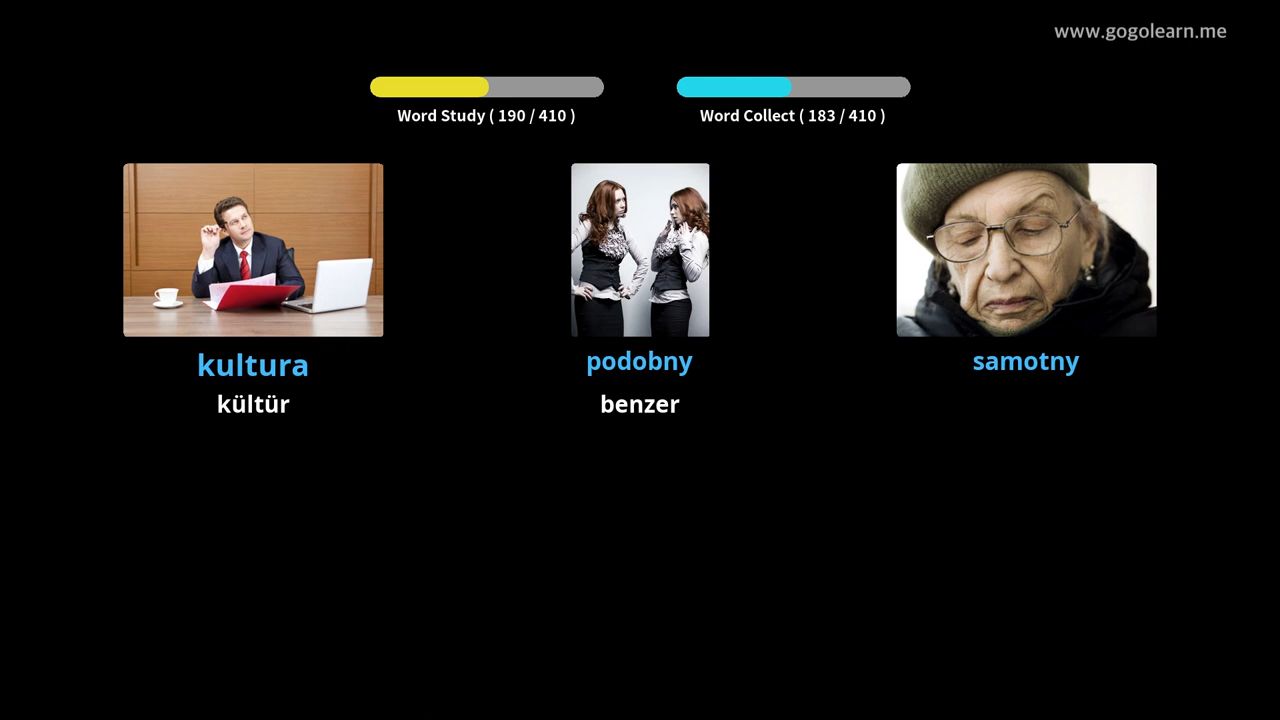 www.gogolearn.me
Word Study ( 190 / 410 )
Word Collect ( 183 / 410 )
kultura
podobny
samotny
kültür
benzer